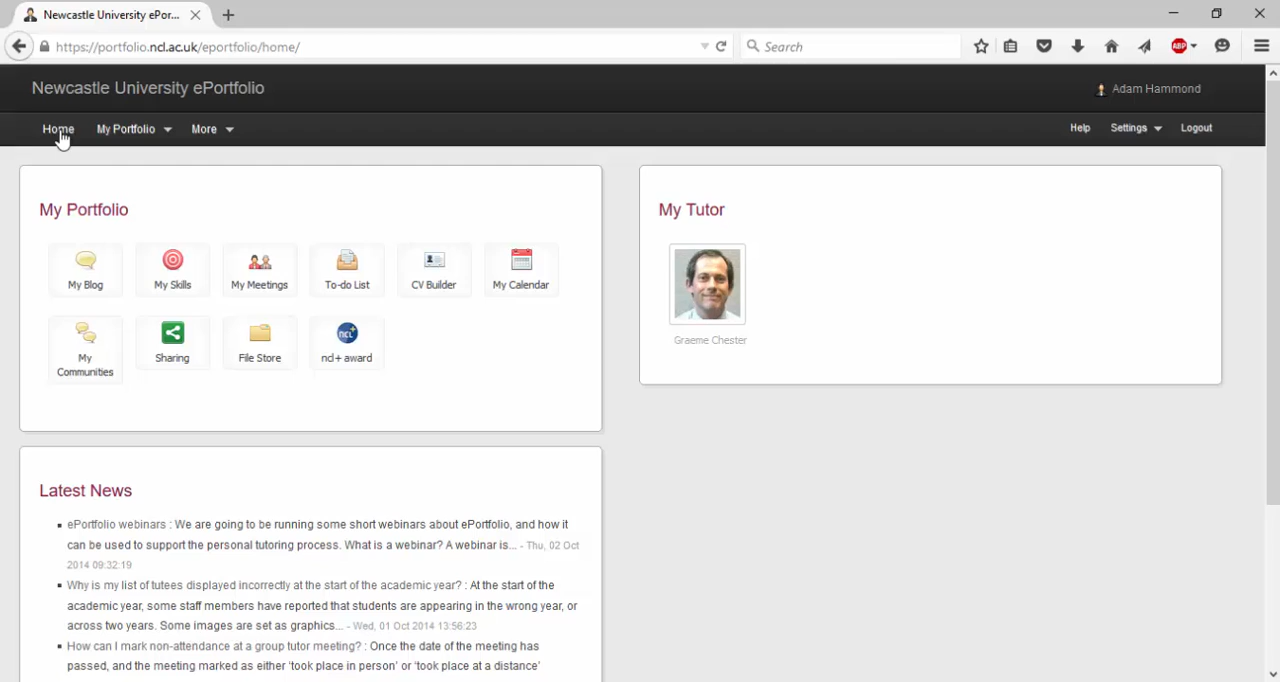 Newcastle University ePor...
https://portfolio.ncl.ac.uk/eportfolio/home/
Search
ABP
Newcastle University ePortfolio
Adam Hammond
Home
My Portfolio
More
Help
Settings
Logout
My Portfolio
My Blog
My Skills
My Meetings
To-do List
CV Builder
My Calendar
My
Communities
Sharing
File Store
ncl+
ncl+ award
My Tutor
Graeme Chester
Latest News
ePortfolio webinars : We are going to be running some short webinars about ePortfolio, and how it
can be used to support the personal tutoring process. What is a webinar? A webinar is... - Thu, 02 Oct
2014 09:32:19
Why is my list of tutees displayed incorrectly at the start of the academic year? : At the start of the
academic year, some staff members have reported that students are appearing in the wrong year, or
across two years. Some images are set as graphics... - Wed, 01 Oct 2014 13:56:23
How can I mark non-attendance at a group tutor meeting? : Once the date of the meeting has
passed, and the meeting marked as either 'took place in person' or 'took place at a distance'